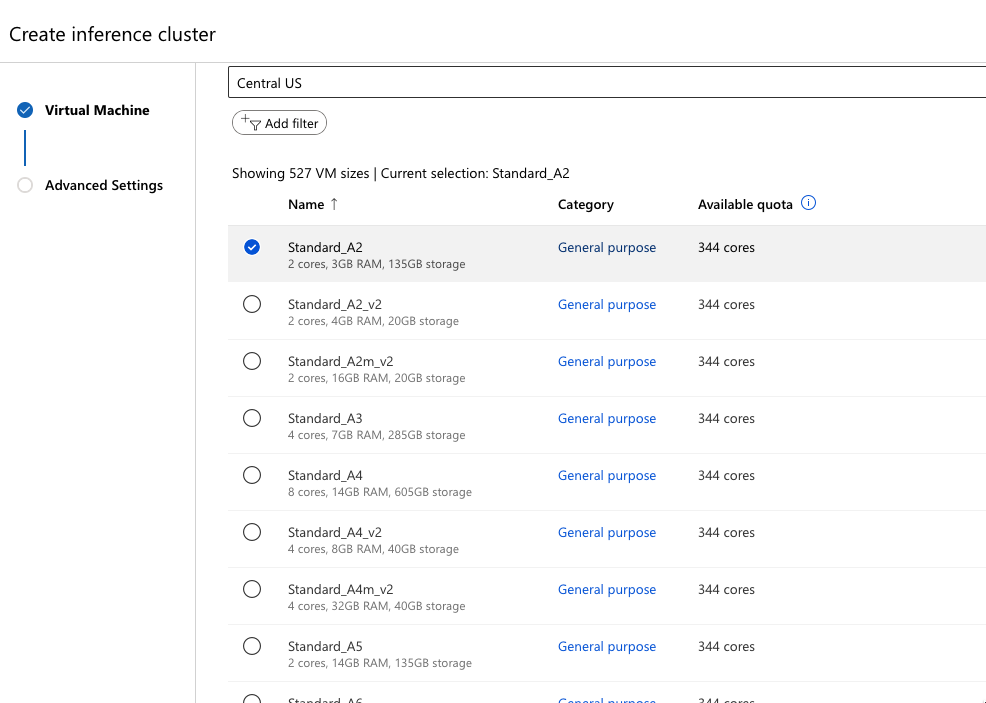 Create inference cluster
Virtual Machine
Advanced Settings
Central US
Add filter
Showing 527 VM sizes | Current selection: Standard_A2
Name ↑ Category Available quota
Standard_A2 General purpose 344 cores
2 cores, 3GB RAM, 135GB storage
Standard_A2_v2 General purpose 344 cores
2 cores, 4GB RAM, 20GB storage
Standard_A2m_v2 General purpose 344 cores
2 cores, 16GB RAM, 20GB storage
Standard_A3 General purpose 344 cores
4 cores, 7GB RAM, 285GB storage
Standard_A4 General purpose 344 cores
8 cores, 14GB RAM, 605GB storage
Standard_A4_v2 General purpose 344 cores
4 cores, 8GB RAM, 40GB storage
Standard_A4m_v2 General purpose 344 cores
4 cores, 32GB RAM, 40GB storage
Standard_A5 General purpose 344 cores
2 cores, 14GB RAM, 135GB storage
Standard_A6 General purpose 344 cores